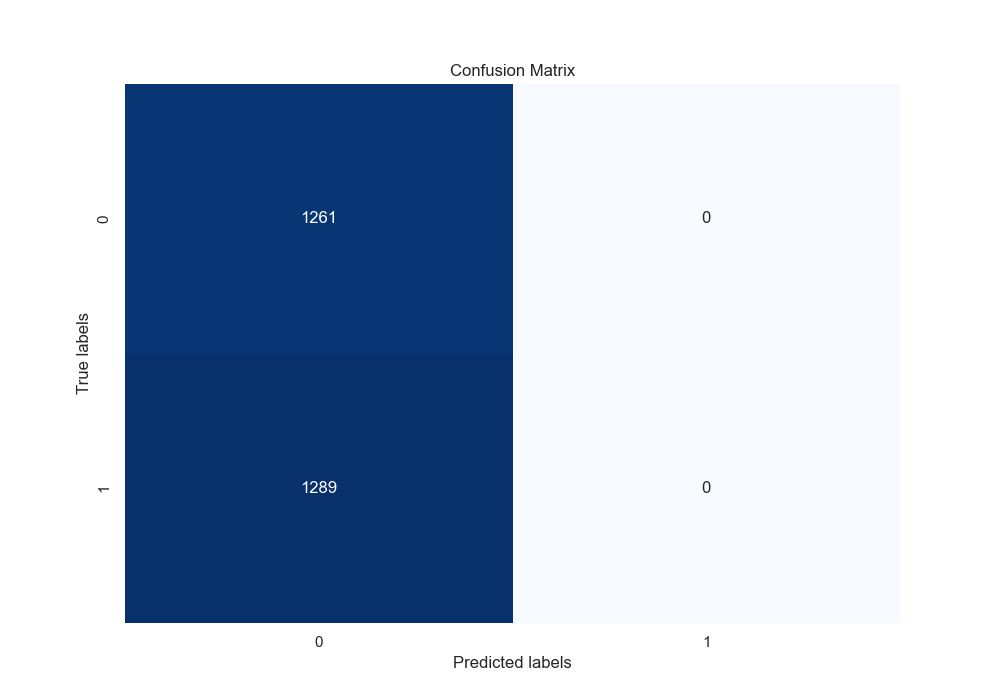 Confusion Matrix
1261 0
0
True labels
1289 0
1
0 1
Predicted labels